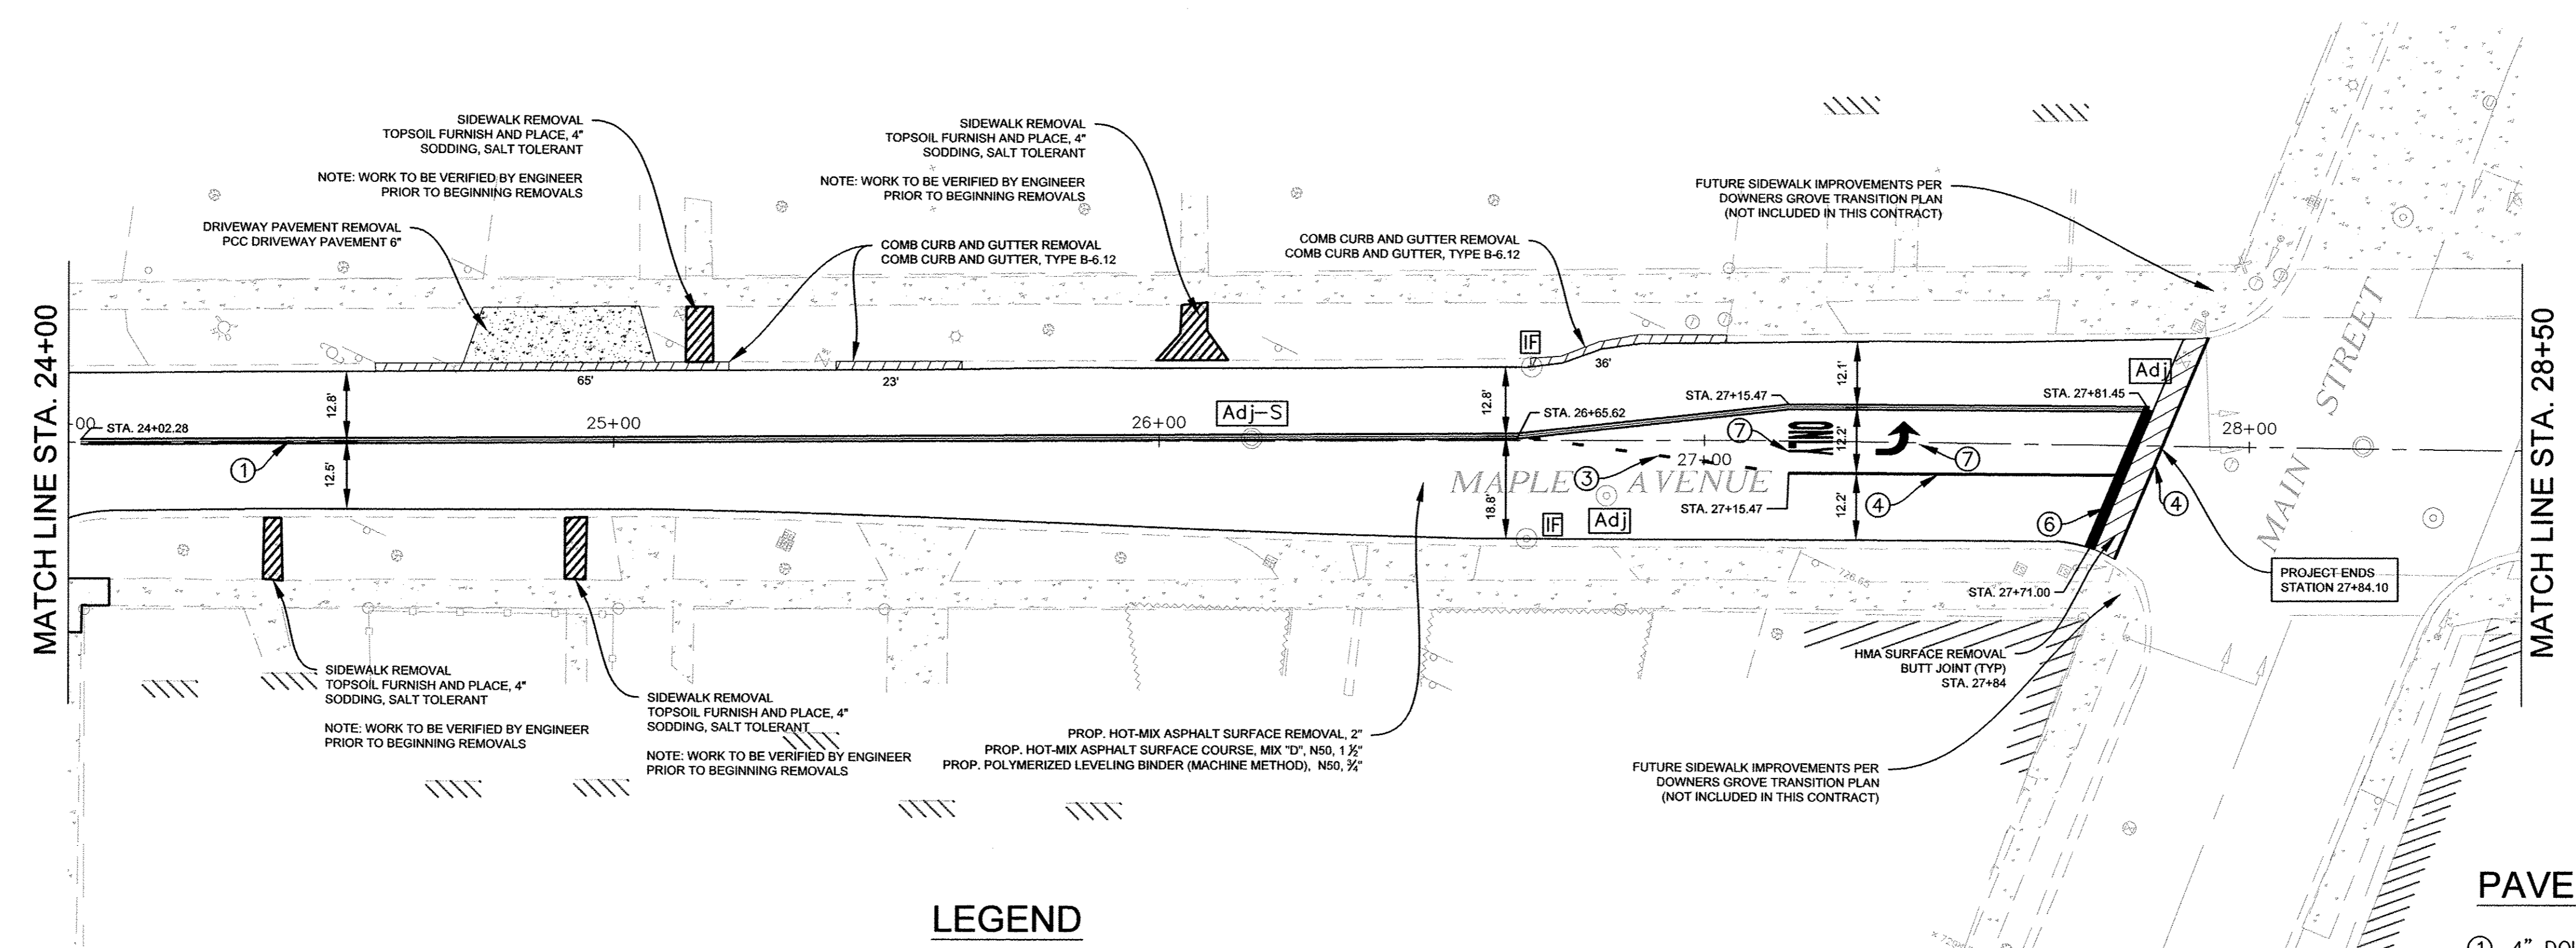 MATCH LINE STA. 24+00
SIDEWALK REMOVAL
TOPSOIL FURNISH AND PLACE, 4"
SODDING, SALT TOLERANT
NOTE: WORK TO BE VERIFIED BY ENGINEER
PRIOR TO BEGINNING REMOVALS
DRIVEWAY PAVEMENT REMOVAL
PCC DRIVEWAY PAVEMENT 6"
SIDEWALK REMOVAL
TOPSOIL FURNISH AND PLACE, 4"
SODDING, SALT TOLERANT
NOTE: WORK TO BE VERIFIED BY ENGINEER
PRIOR TO BEGINNING REMOVALS
COMB CURB AND GUTTER REMOVAL
COMB CURB AND GUTTER, TYPE B-6.12
COMB CURB AND GUTTER REMOVAL
COMB CURB AND GUTTER, TYPE B-6.12
FUTURE SIDEWALK IMPROVEMENTS PER
DOWNERS GROVE TRANSITION PLAN
(NOT INCLUDED IN THIS CONTRACT)
MATCH LINE STA. 28+50
MAIN STREET
IF
36'
65'
23'
12.8'
12.8'
12.1'
Adj
00
STA. 24+02.28
25+00
26+00
Adj-S
STA. 26+65.62
STA. 27+15.47
STA. 27+81.45
28+00
1
12.5'
3
27+00
7
ONLY
12.2'
7
MAPLE AVENUE
18.8'
IF
Adj
STA. 27+15.47
4
12.2'
6
4
PROJECT ENDS
STATION 27+84.10
726.65
STA. 27+71.00
HMA SURFACE REMOVAL
BUTT JOINT (TYP)
STA. 27+84
SIDEWALK REMOVAL
TOPSOIL FURNISH AND PLACE, 4"
SODDING, SALT TOLERANT
NOTE: WORK TO BE VERIFIED BY ENGINEER
PRIOR TO BEGINNING REMOVALS
SIDEWALK REMOVAL
TOPSOIL FURNISH AND PLACE, 4"
SODDING, SALT TOLERANT
NOTE: WORK TO BE VERIFIED BY ENGINEER
PRIOR TO BEGINNING REMOVALS
PROP. HOT-MIX ASPHALT SURFACE REMOVAL, 2"
PROP. HOT-MIX ASPHALT SURFACE COURSE, MIX "D", N50, 1 ½"
PROP. POLYMERIZED LEVELING BINDER (MACHINE METHOD), N50, ¾"
FUTURE SIDEWALK IMPROVEMENTS PER
DOWNERS GROVE TRANSITION PLAN
(NOT INCLUDED IN THIS CONTRACT)
LEGEND
PAVE
1 4"